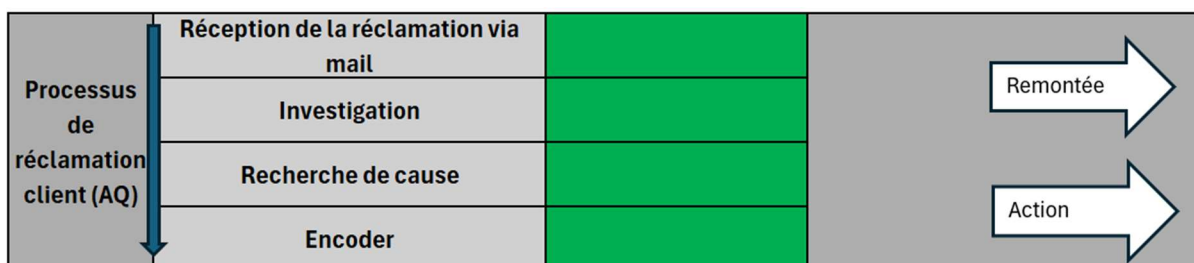 Processus
de
réclamation
client (AQ)
Réception de la réclamation via
mail
Investigation
Recherche de cause
Encoder
Remontée
Action